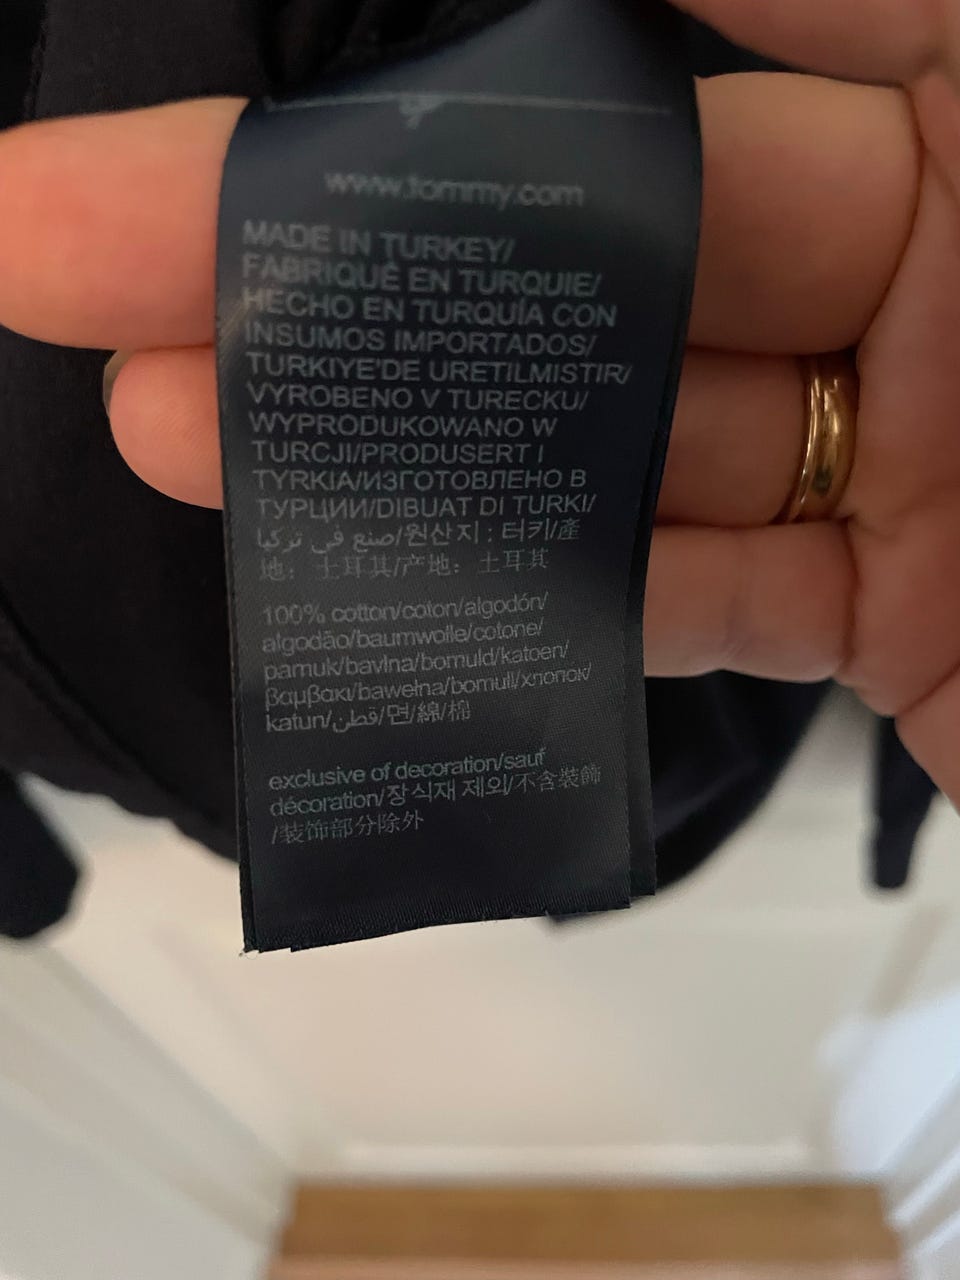 www.tommy.com
MADE IN TURKEY/
FABRIQUÉ EN TURQUIE/
HECHO EN TURQUÍA CON
INSUMOS IMPORTADOS/
TURKIYE'DE URETILMISTIR/
VYROBENO V TURECKU/
WYPRODUKOWANO W
TURCJI/PRODUSERT I
TYRKIA/ИЗГОТОВЛЕНО В
ТУРЦИИ/DIBUAT DI TURKI/
صنع في تركيا/원산지 : 터키/產
地： 土耳其/产地： 土耳其
100% cotton/coton/algodón/
algodão/baumwolle/cotone/
pamuk/bavlna/bomuld/katoen/
βαμβακι/bawełna/bomull/хлопок/
katun/قطن/면/綿/棉
exclusive of decoration/sauf
décoration/장식재 제외/不含裝飾
/装饰部分除外